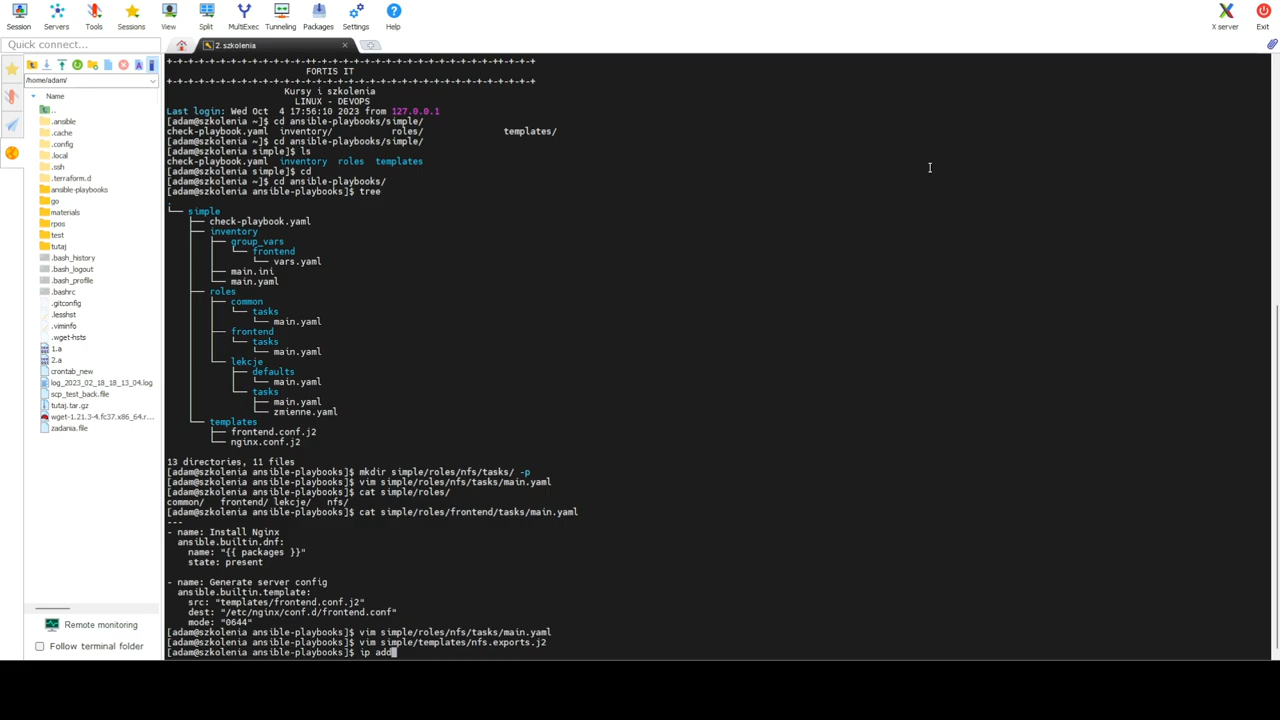 Session Servers Tools Sessions View Split MultiExec Tunneling Packages Settings Help X server Exit
Quick connect... 2. szkolenia
/home/adam/
Name
..
.ansible
.cache
.config
.local
.ssh
.terraform.d
ansible-playbooks
go
materials
rpos
test
tutaj
.bash_history
.bash_logout
.bash_profile
.bashrc
.gitconfig
.lesshst
.viminfo
.wget-hsts
1.a
2.a
crontab_new
log_2023_02_18_18_13_04.log
scp_test_back.file
tutaj.tar.gz
wget-1.21.3-4.fc37.x86_64.r...
zadania.file
Remote monitoring
Follow terminal folder
FORTIS IT
Kursy i szkolenia
LINUX - DEVOPS
Last login: Wed Oct  4 17:56:10 2023 from 127.0.0.1
[adam@szkolenia ~]$ cd ansible-playbooks/simple/
check-playbook.yaml  inventory/           roles/               templates/
[adam@szkolenia ~]$ cd ansible-playbooks/simple/
[adam@szkolenia simple]$ ls
check-playbook.yaml  inventory  roles  templates
[adam@szkolenia simple]$ cd
[adam@szkolenia ~]$ cd ansible-playbooks/
[adam@szkolenia ansible-playbooks]$ tree
.
└── simple
    ├── check-playbook.yaml
    ├── inventory
    │   ├── group_vars
    │   │   └── frontend
    │   │       └── vars.yaml
    │   ├── main.ini
    │   └── main.yaml
    ├── roles
    │   ├── common
    │   │   └── tasks
    │   │       └── main.yaml
    │   ├── frontend
    │   │   └── tasks
    │   │       └── main.yaml
    │   └── lekcje
    │       ├── defaults
    │       │   └── main.yaml
    │       └── tasks
    │           ├── main.yaml
    │           └── zmienne.yaml
    └── templates
        ├── frontend.conf.j2
        └── nginx.conf.j2
13 directories, 11 files
[adam@szkolenia ansible-playbooks]$ mkdir simple/roles/nfs/tasks/ -p
[adam@szkolenia ansible-playbooks]$ vim simple/roles/nfs/tasks/main.yaml
[adam@szkolenia ansible-playbooks]$ cat simple/roles/
common/   frontend/ lekcje/   nfs/
[adam@szkolenia ansible-playbooks]$ cat simple/roles/frontend/tasks/main.yaml
---
- name: Install Nginx
  ansible.builtin.dnf:
    name: "{{ packages }}"
    state: present
- name: Generate server config
  ansible.builtin.template:
    src: "templates/frontend.conf.j2"
    dest: "/etc/nginx/conf.d/frontend.conf"
    mode: "0644"
[adam@szkolenia ansible-playbooks]$ vim simple/roles/nfs/tasks/main.yaml
[adam@szkolenia ansible-playbooks]$ vim simple/templates/nfs.exports.j2
[adam@szkolenia ansible-playbooks]$ ip add